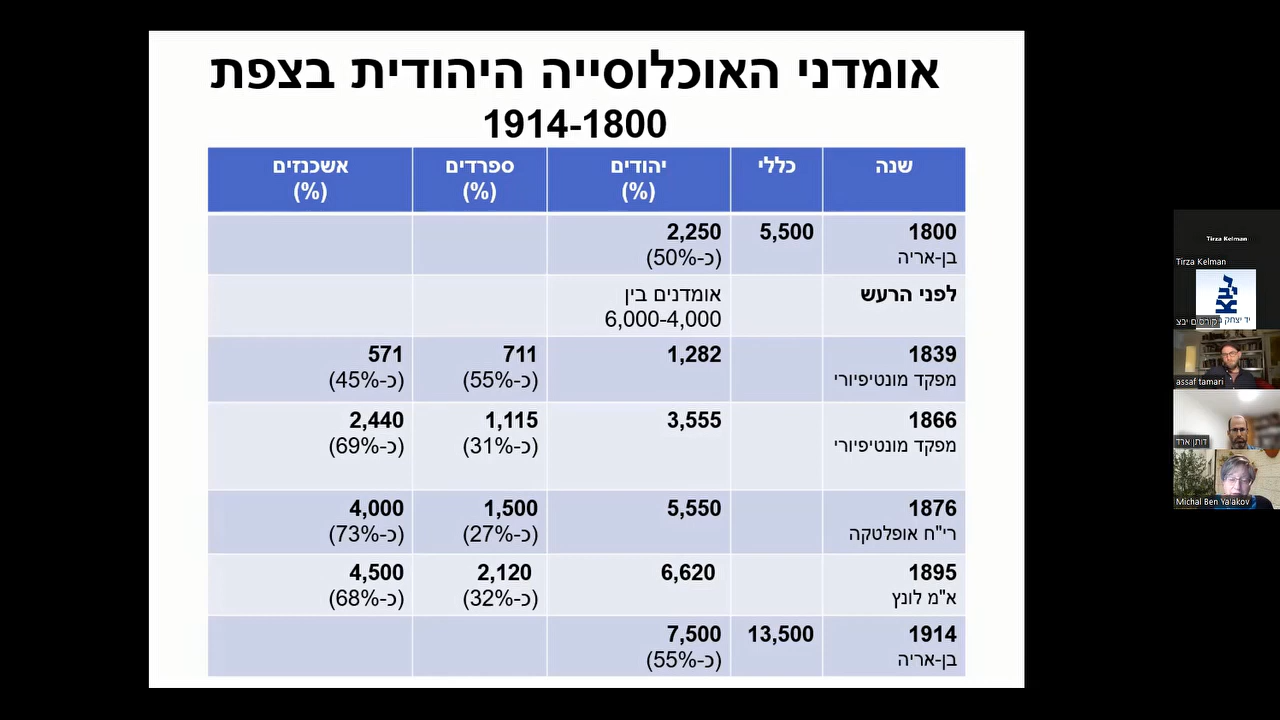 אומדני האוכלוסייה היהודית בצפת
1914-1800
שנה
כללי
יהודים
(%)
ספרדים
(%)
אשכנזים
(%)
1800
בן-אריה
5,500
2,250
(כ-50%)
לפני הרעש
אומדנים בין
6,000-4,000
1839
מפקד מונטיפיורי
1,282
711
(כ-55%)
571
(כ-45%)
1866
מפקד מונטיפיורי
3,555
1,115
(כ-31%)
2,440
(כ-69%)
1876
רי"ח אופלטקה
5,550
1,500
(כ-27%)
4,000
(כ-73%)
1895
א"מ לונץ
6,620
2,120
(כ-32%)
4,500
(כ-68%)
1914
בן-אריה
13,500
7,500
(כ-55%)
Tirza Kelman
Tirza Kelman
יד יצחק
קורסים יבצ
assaf tamari
דותן ארד
Michal Ben Ya'akov